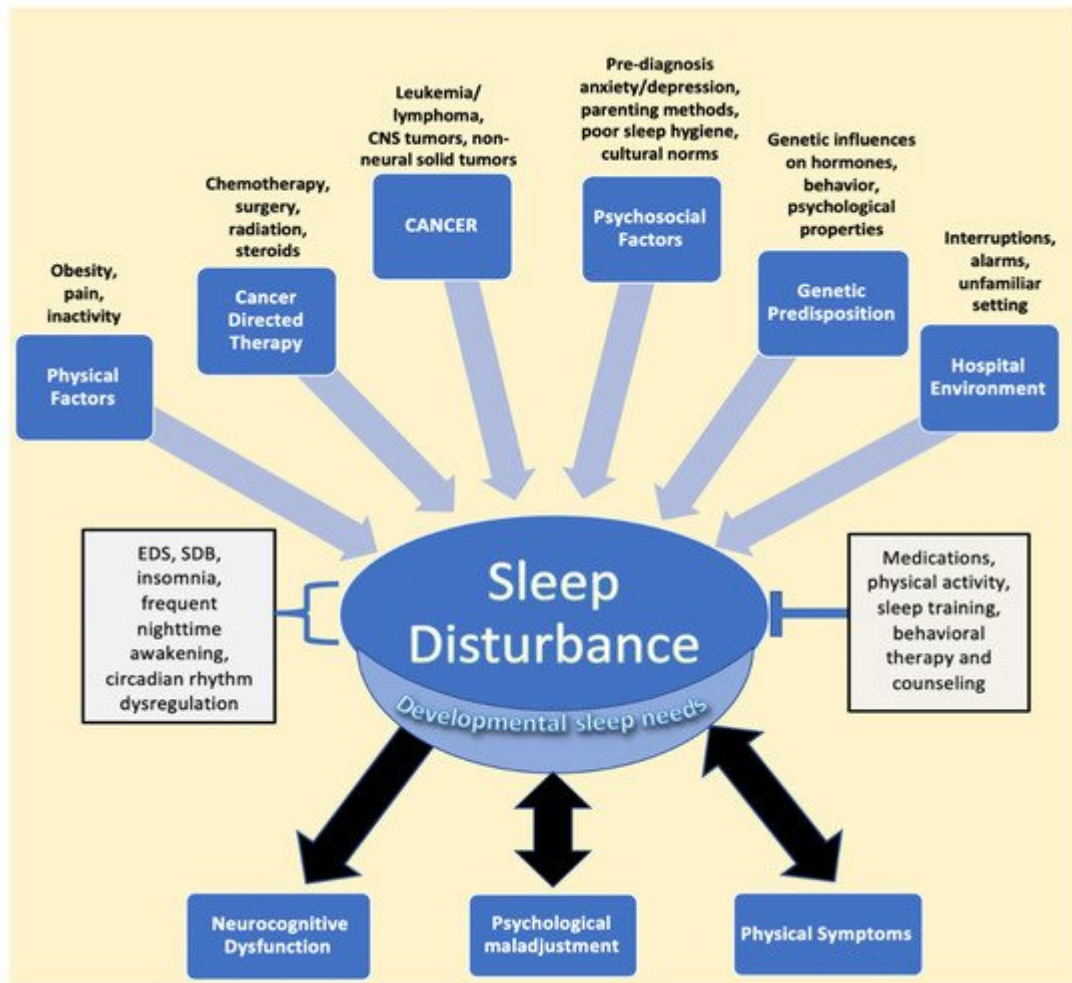 Obesity,
pain,
inactivity
Physical
Factors
Chemotherapy,
surgery,
radiation,
steroids
Cancer
Directed
Therapy
Leukemia/
lymphoma,
CNS tumors, non-
neural solid tumors
CANCER
Pre-diagnosis
anxiety/depression,
parenting methods,
poor sleep hygiene,
cultural norms
Psychosocial
Factors
Genetic influences
on hormones,
behavior,
psychological
properties
Genetic
Predisposition
Interruptions,
alarms,
unfamiliar
setting
Hospital
Environment
EDS, SDB,
insomnia,
frequent
nighttime
awakening,
circadian rhythm
dysregulation
Sleep
Disturbance
Developmental sleep needs
Medications,
physical activity,
sleep training,
behavioral
therapy and
counseling
Neurocognitive
Dysfunction
Psychological
maladjustment
Physical Symptoms